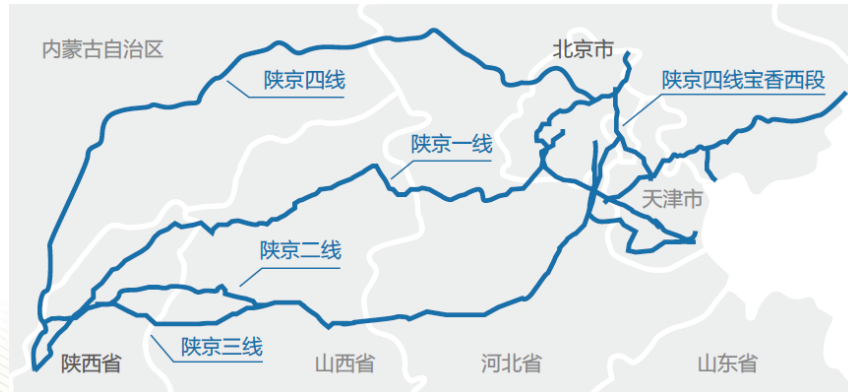 内蒙古自治区
北京市
陕京四线
陕京四线宝香西段
陕京一线
天津市
陕京二线
陕京三线
陕西省
山西省
河北省
山东省